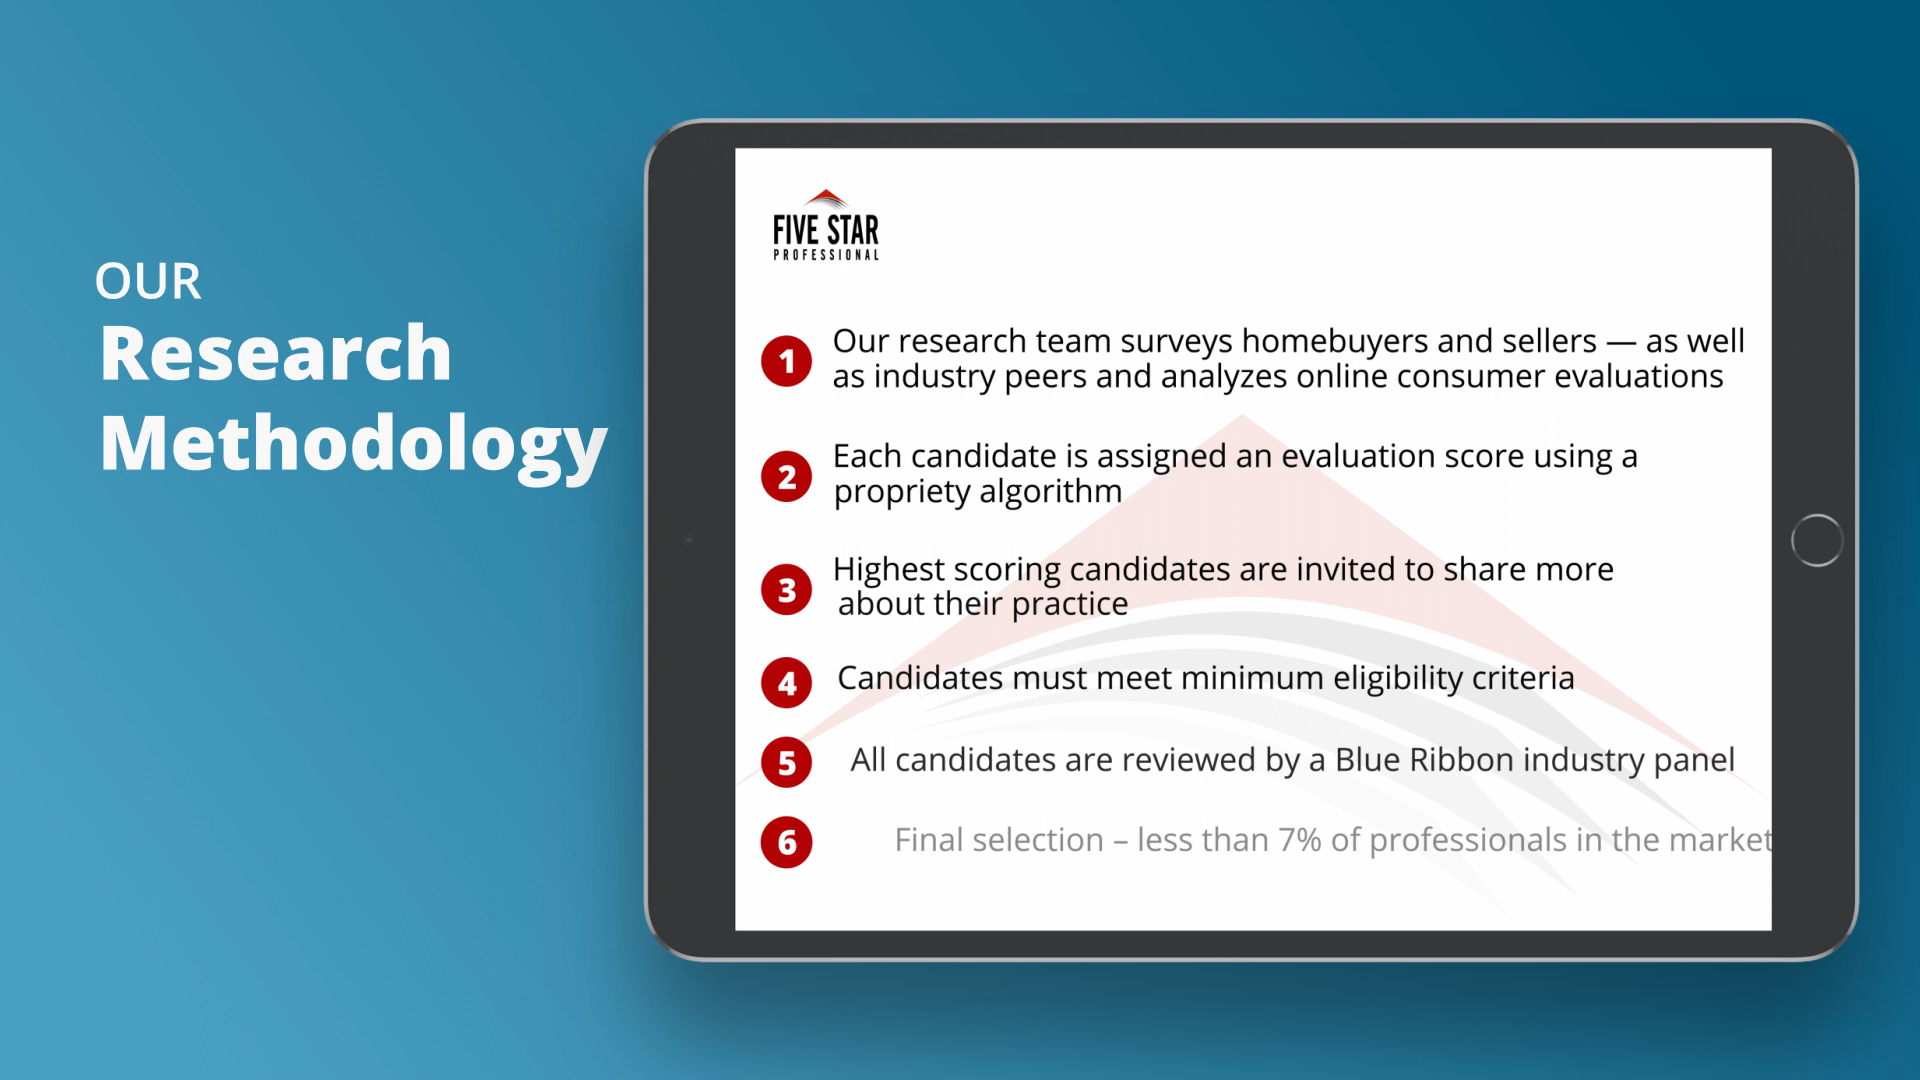 OUR
Research
Methodology
FIVE STAR
PROFESSIONAL
1 Our research team surveys homebuyers and sellers — as well
as industry peers and analyzes online consumer evaluations
2 Each candidate is assigned an evaluation score using a
propriety algorithm
3 Highest scoring candidates are invited to share more
about their practice
4 Candidates must meet minimum eligibility criteria
5 All candidates are reviewed by a Blue Ribbon industry panel
6 Final selection – less than 7% of professionals in the market